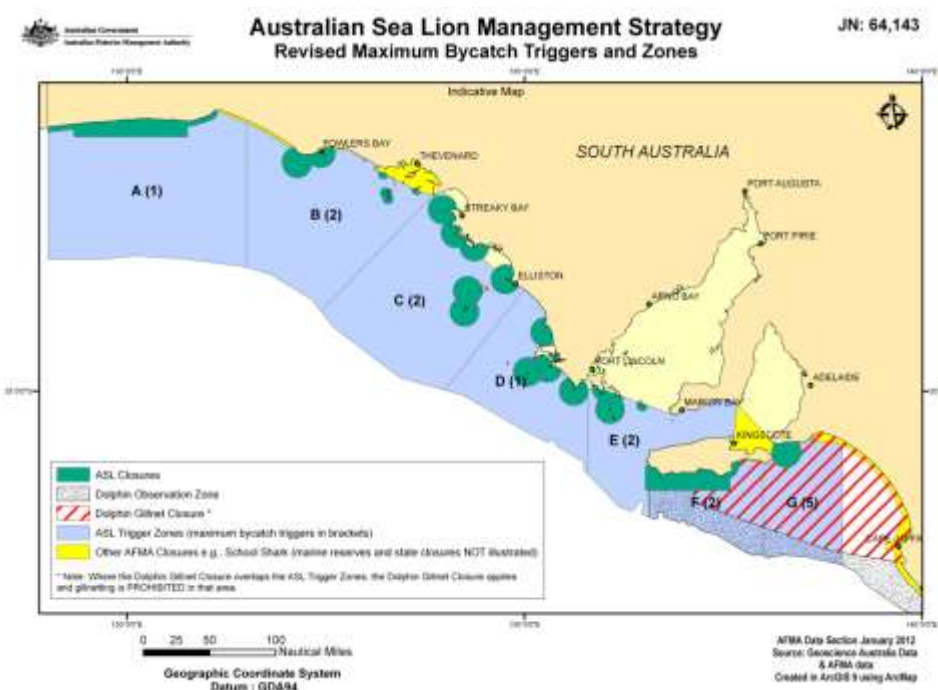 Australian Government
Australian Fisheries Management Authority
Australian Sea Lion Management Strategy
Revised Maximum Bycatch Triggers and Zones
JN: 64,143
Indicative Map
N
SOUTH AUSTRALIA
FOWLERS BAY
THEVENARD
STREAKY BAY
ELLISTON
PORT AUGUSTA
PORT PIRIE
ARNO BAY
PORT LINCOLN
ADELAIDE
MARION BAY
KINGSCOTE
A (1)
B (2)
C (2)
D (1)
E (2)
F (2)
G (5)
ASL Closures
Dolphin Observation Zone
Dolphin Gillnet Closure *
ASL Trigger Zones (maximum bycatch triggers in brackets)
Other AFMA Closures e.g., School Shark (marine reserves and state closures NOT illustrated)
* Note: Where the Dolphin Gillnet Closure overlaps the ASL Trigger Zones, the Dolphin Gillnet Closure applies
and gillnetting is PROHIBITED in that area.
0 25 50 100
Nautical Miles
Geographic Coordinate System
Datum : GDA94
AFMA Data Section January 2012
Source: Geoscience Australia Data
& AFMA data
Created in ArcGIS 9 using ArcMap